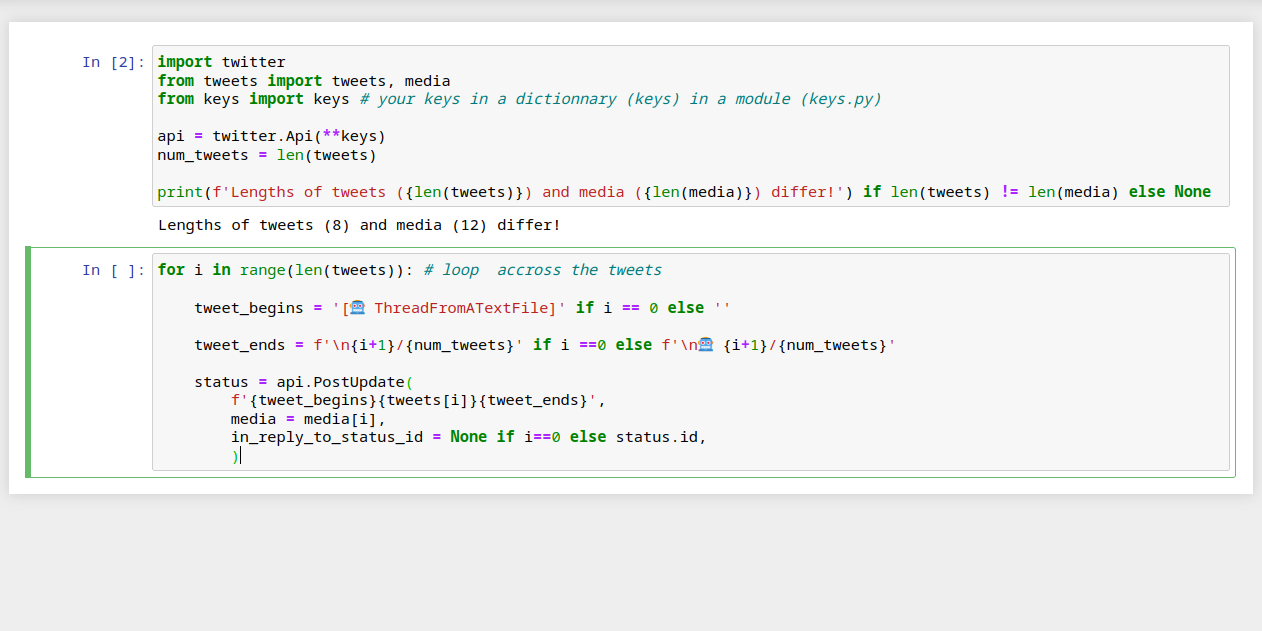 In [2]: import twitter
from tweets import tweets, media
from keys import keys # your keys in a dictionnary (keys) in a module (keys.py)
api = twitter.Api(**keys)
num_tweets = len(tweets)
print(f'Lengths of tweets ({len(tweets)}) and media ({len(media)}) differ!') if len(tweets) != len(media) else None
Lengths of tweets (8) and media (12) differ!
In [ ]: for i in range(len(tweets)): # loop  accross the tweets
tweet_begins = '[🤖 ThreadFromATextFile]' if i == 0 else ''
tweet_ends = f'\n{i+1}/{num_tweets}' if i ==0 else f'\n🤖 {i+1}/{num_tweets}'
status = api.PostUpdate(
f'{tweet_begins}{tweets[i]}{tweet_ends}',
media = media[i],
in_reply_to_status_id = None if i==0 else status.id,
)